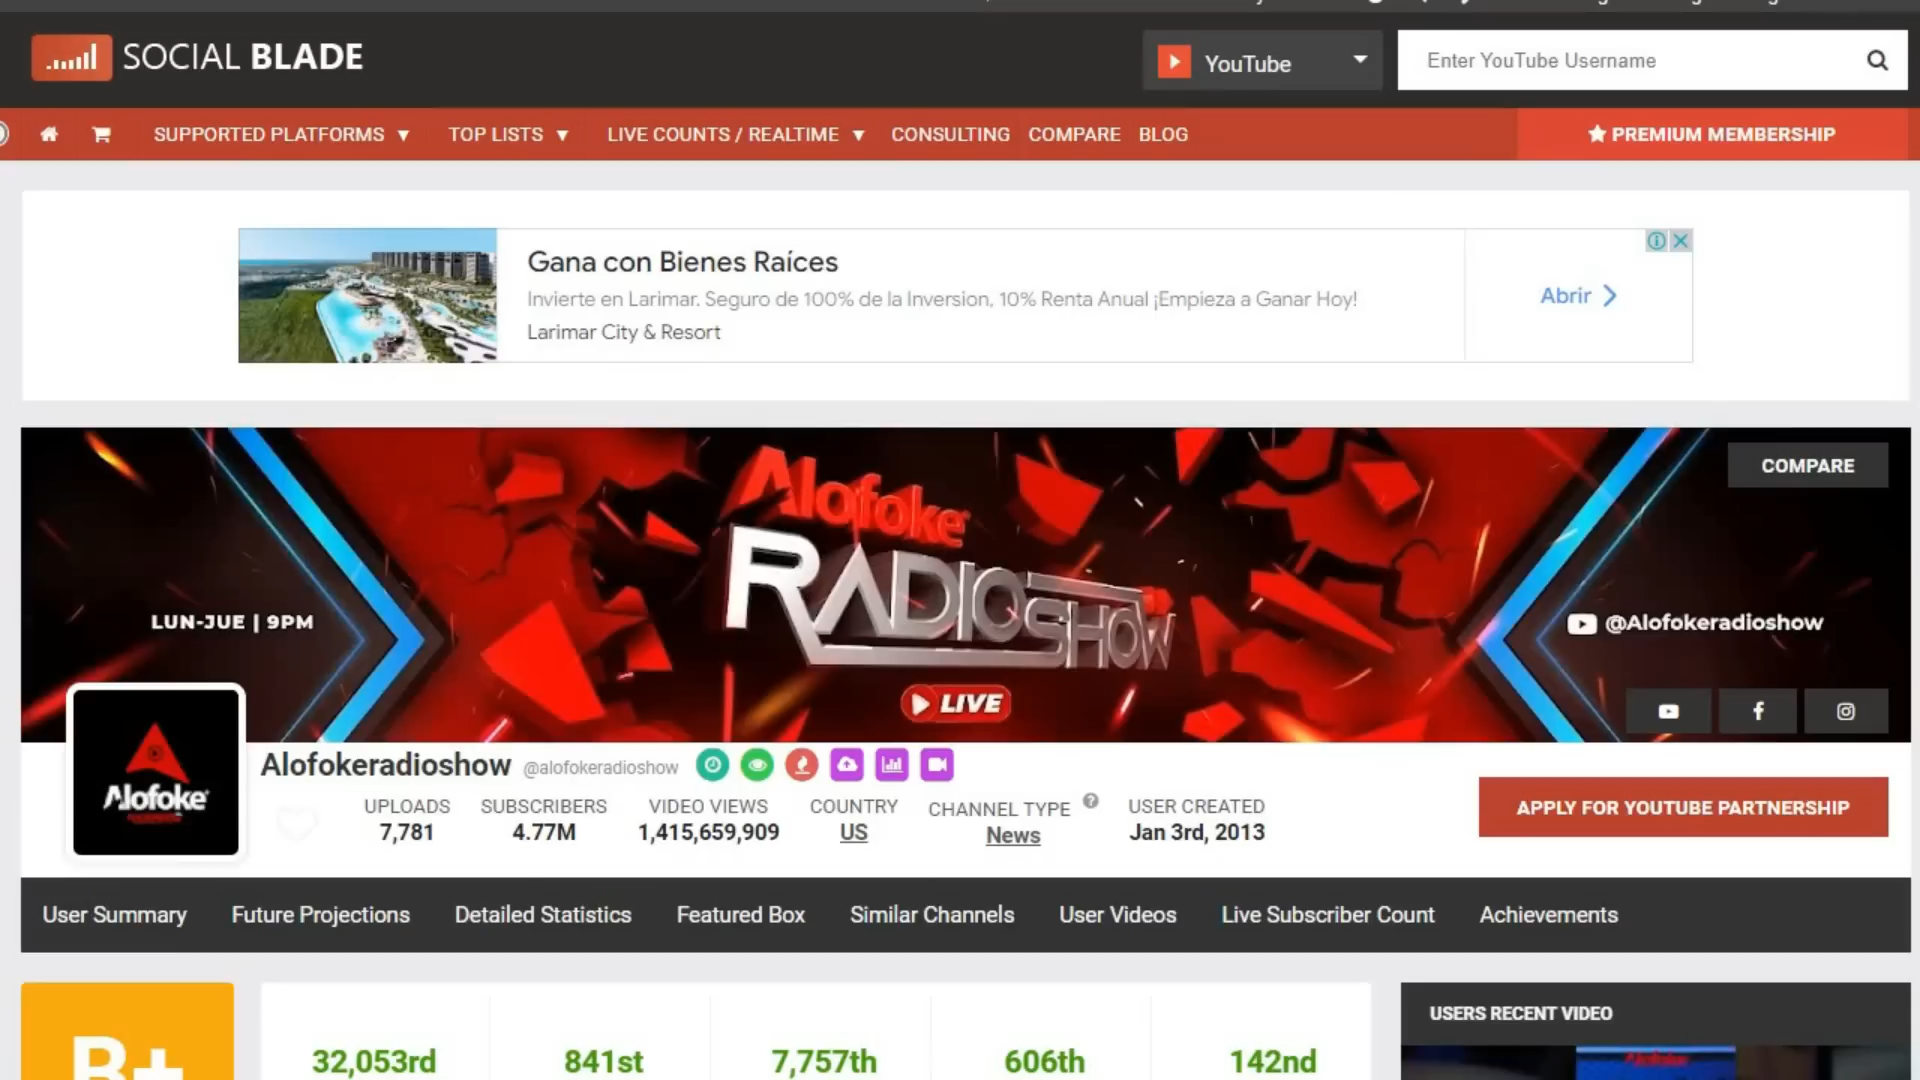 SOCIAL BLADE
YouTube
Enter YouTube Username
SUPPORTED PLATFORMS ▼
TOP LISTS ▼
LIVE COUNTS / REALTIME ▼
CONSULTING
COMPARE
BLOG
PREMIUM MEMBERSHIP
Gana con Bienes Raíces
Invierte en Larimar. Seguro de 100% de la Inversion, 10% Renta Anual ¡Empieza a Ganar Hoy!
Larimar City & Resort
Abrir
COMPARE
Alofoke
RADIOSHOW
LIVE
LUN-JUE | 9PM
@Alofokeradioshow
Alofoke
Alofokeradioshow @alofokeradioshow
UPLOADS
7,781
SUBSCRIBERS
4.77M
VIDEO VIEWS
1,415,659,909
COUNTRY
US
CHANNEL TYPE
News
USER CREATED
Jan 3rd, 2013
APPLY FOR YOUTUBE PARTNERSHIP
User Summary
Future Projections
Detailed Statistics
Featured Box
Similar Channels
User Videos
Live Subscriber Count
Achievements
B+
32,053rd
841st
7,757th
606th
142nd
USERS RECENT VIDEO
Alofoke